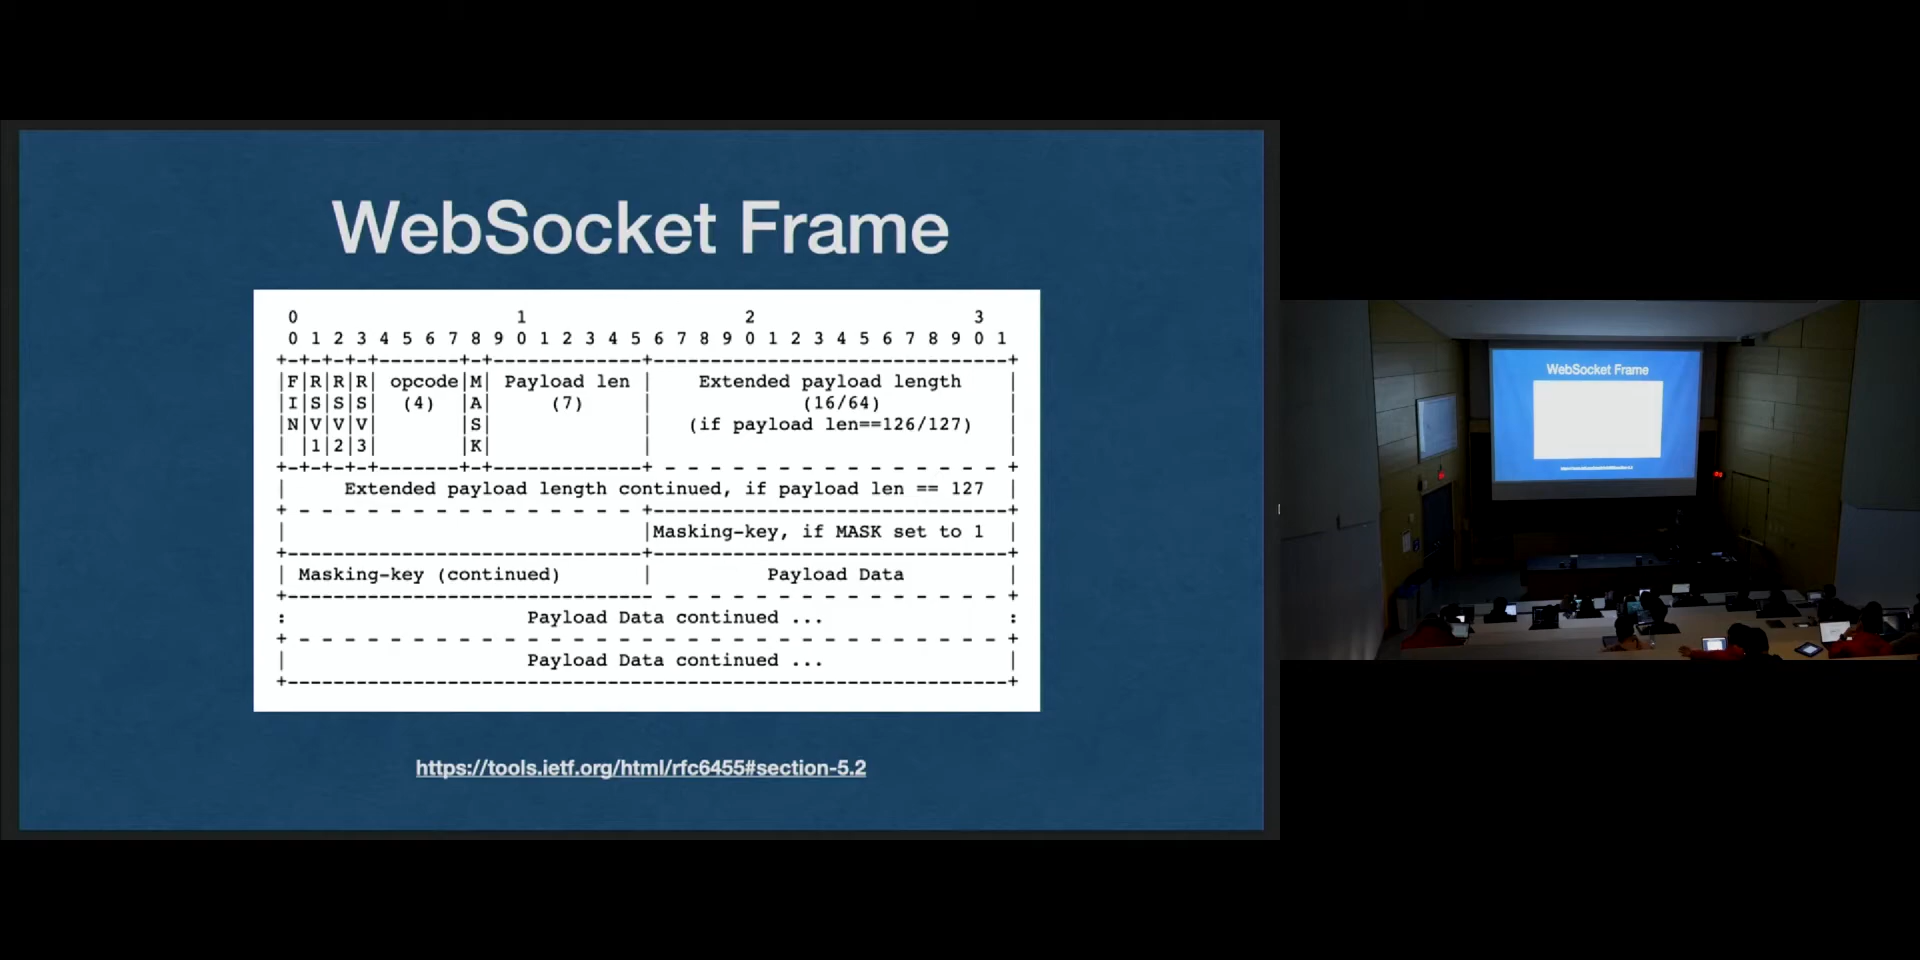 WebSocket Frame
 0                   1                   2                   3
 0 1 2 3 4 5 6 7 8 9 0 1 2 3 4 5 6 7 8 9 0 1 2 3 4 5 6 7 8 9 0 1
+-+-+-+-+-------+-+-------------+-------------------------------+
|F|R|R|R| opcode|M| Payload len |    Extended payload length    |
|I|S|S|S|  (4)  |A|     (7)     |             (16/64)           |
|N|V|V|V|       |S|             |   (if payload len==126/127)   |
| |1|2|3|       |K|             |                               |
+-+-+-+-+-------+-+-------------+ - - - - - - - - - - - - - - - +
|     Extended payload length continued, if payload len == 127  |
+ - - - - - - - - - - - - - - - +-------------------------------+
|                               |Masking-key, if MASK set to 1  |
+-------------------------------+-------------------------------+
| Masking-key (continued)       |          Payload Data         |
+-------------------------------- - - - - - - - - - - - - - - - +
:                     Payload Data continued ...                :
+ - - - - - - - - - - - - - - - - - - - - - - - - - - - - - - - +
|                     Payload Data continued ...                |
+---------------------------------------------------------------+
https://tools.ietf.org/html/rfc6455#section-5.2
WebSocket Frame